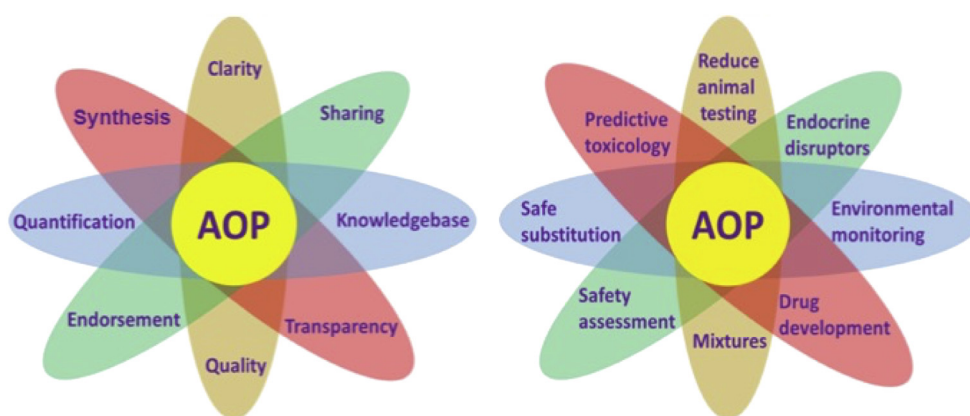 Clarity
Sharing
Synthesis
Quantification
AOP
Knowledgebase
Endorsement
Transparency
Quality
Reduce
animal
testing
Endocrine
disruptors
Predictive
toxicology
Safe
substitution
AOP
Environmental
monitoring
Safety
assessment
Drug
development
Mixtures